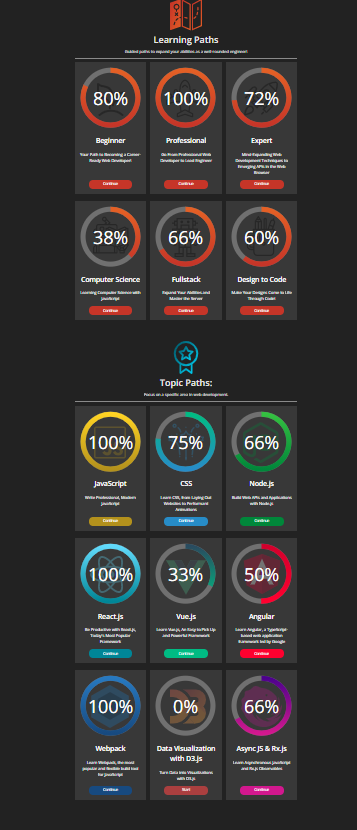 Learning Paths
Guided paths to expand your abilities as a well rounded engineer!
80%
100%
72%
Beginner
Professional
Expert
Your Path to Becoming a Career-
Ready Web Developer!
Go From Professional Web
Developer to Lead Engineer
Mind-Expanding Web
Development Techniques to
Emerging APIs in the Web
Browser
Continue
Continue
Continue
38%
66%
60%
Computer Science
Fullstack
Design to Code
Learning Computer Science with
JavaScript
Expand Your Abilities and
Master the Server
Make Your Designs Come to Life
Through Code!
Continue
Continue
Continue
Topic Paths:
Focus on a specific area in web development:
100%
75%
66%
JavaScript
CSS
Node.js
Write Professional, Modern
JavaScript
Learn CSS, from Laying Out
Websites to Performant
Animations
Build Web APIs and Applications
with Node.js
Continue
Continue
Continue
100%
33%
50%
React.js
Vue.js
Angular
Be Productive with React.js,
Today's Most Popular
Framework
Learn Vue.js, An Easy to Pick Up
and Powerful Framework
Learn Angular, a TypeScript-
based web application
framework led by Google
Continue
Continue
Continue
100%
0%
66%
Webpack
Data Visualization
with D3.js
Async JS & Rx.js
Learn Webpack, the most
popular and flexible build tool
for JavaScript
Turn Data into Visualizations
with D3.js
Learn Asynchronous JavaScript
and Rx.js Observables
Continue
Start
Continue